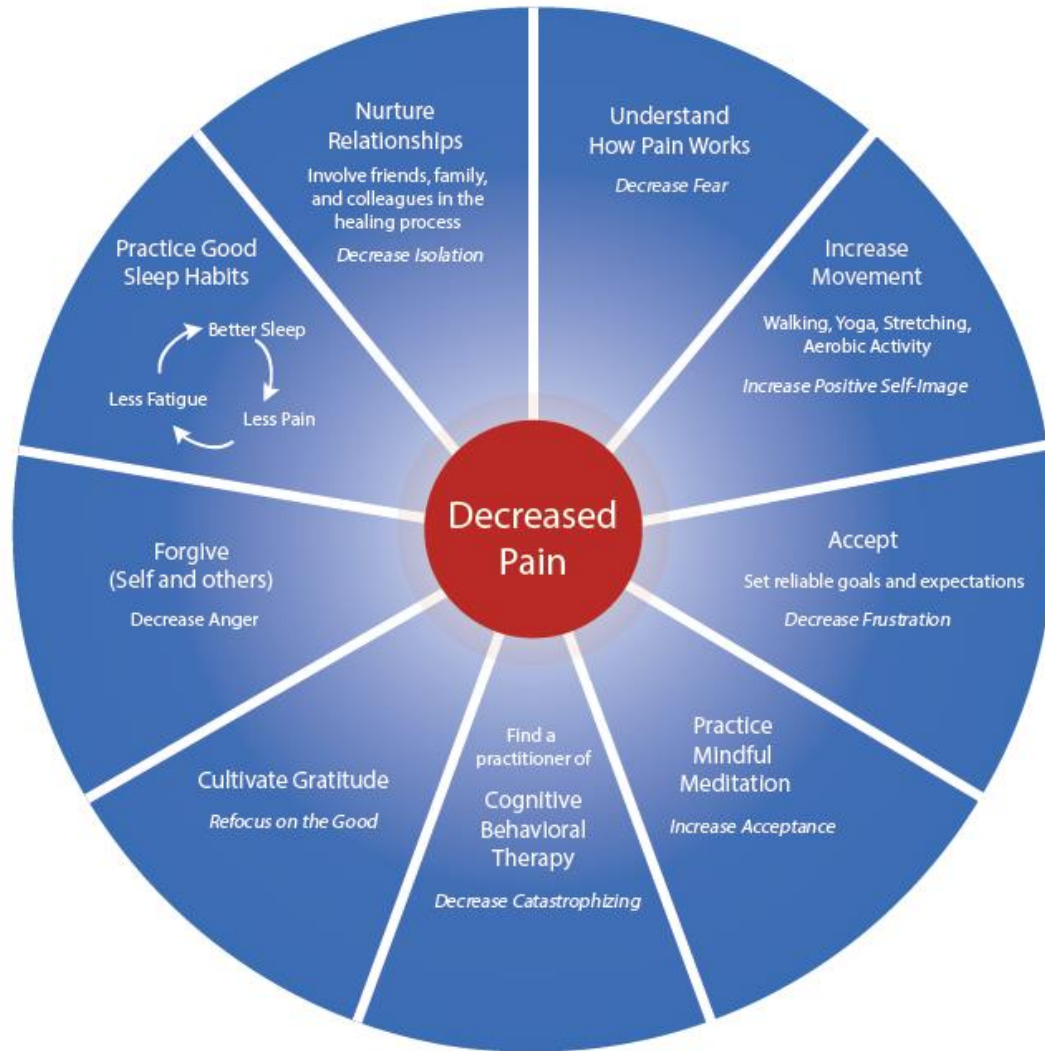 Decreased
Pain
Understand
How Pain Works
Decrease Fear
Increase
Movement
Walking, Yoga, Stretching,
Aerobic Activity
Increase Positive Self-Image
Accept
Set reliable goals and expectations
Decrease Frustration
Practice
Mindful
Meditation
Increase Acceptance
Find a
practitioner of
Cognitive
Behavioral
Therapy
Decrease Catastrophizing
Cultivate Gratitude
Refocus on the Good
Forgive
(Self and others)
Decrease Anger
Practice Good
Sleep Habits
Better Sleep
Less Pain
Less Fatigue
Nurture
Relationships
Involve friends, family,
and colleagues in the
healing process
Decrease Isolation